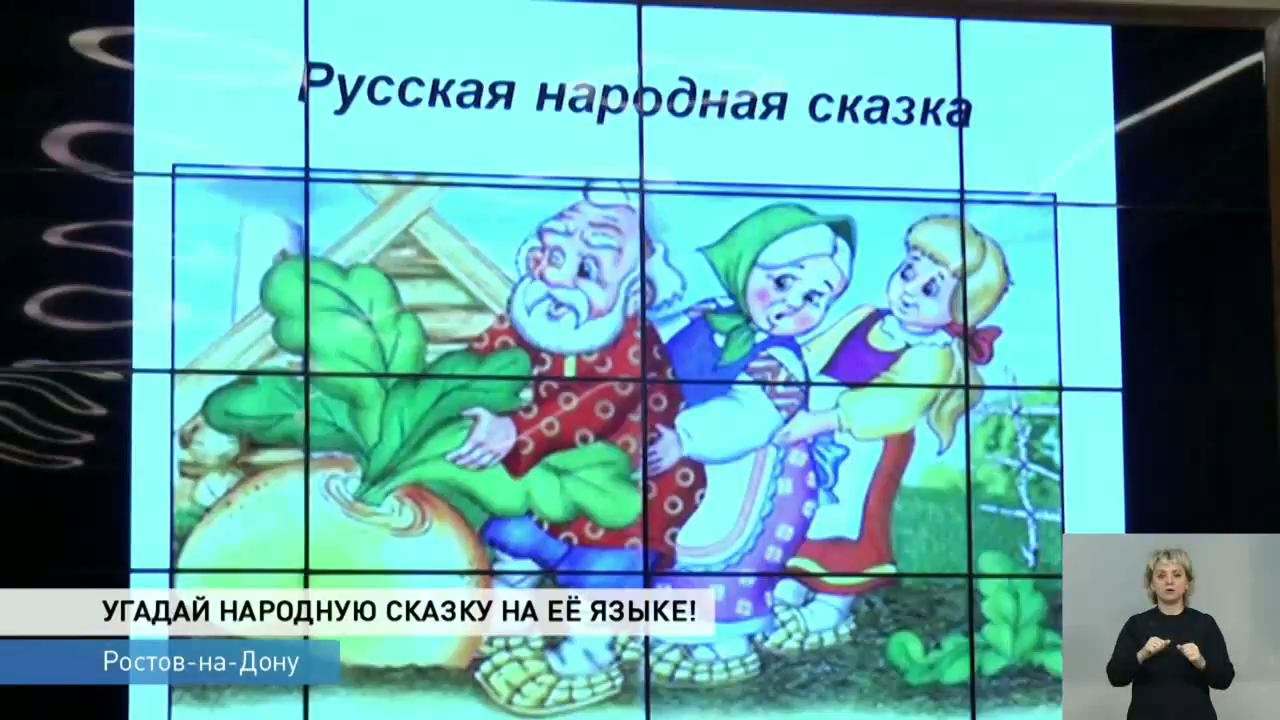 Русская народная сказка
УГАДАЙ НАРОДНУЮ СКАЗКУ НА ЕЁ ЯЗЫКЕ!
Ростов-на-Дону